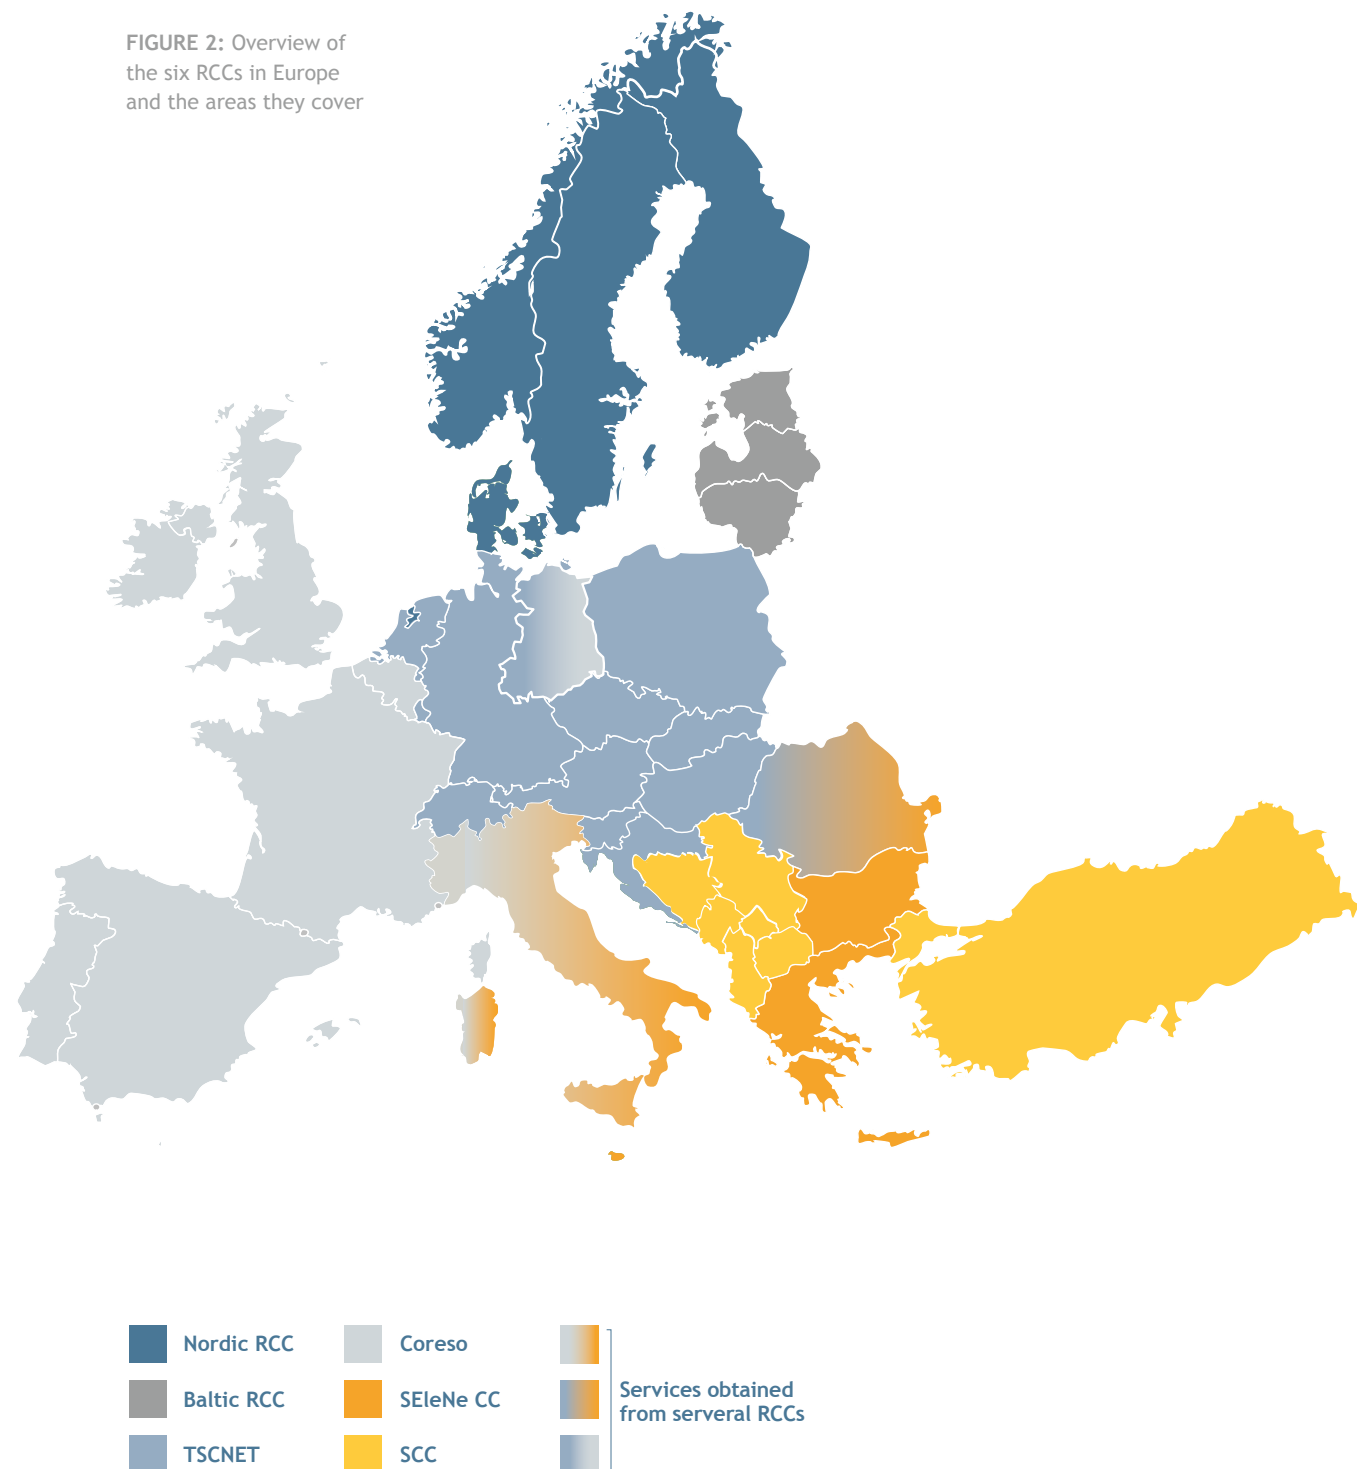 FIGURE 2: Overview of
the six RCCs in Europe
and the areas they cover
Nordic RCC
Coreso
Baltic RCC
SEleNe CC
TSCNET
SCC
Services obtained
from serveral RCCs